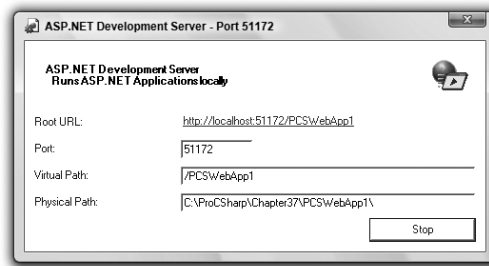 ASP.NET Development Server - Port 51172
ASP.NET Development Server
Runs ASP.NET Applications locally
Root URL: http://localhost:51172/PCSWebApp1
Port: 51172
Virtual Path: /PCSWebApp1
Physical Path: C:\ProCSharp\Chapter37\PCSWebApp1\
Stop